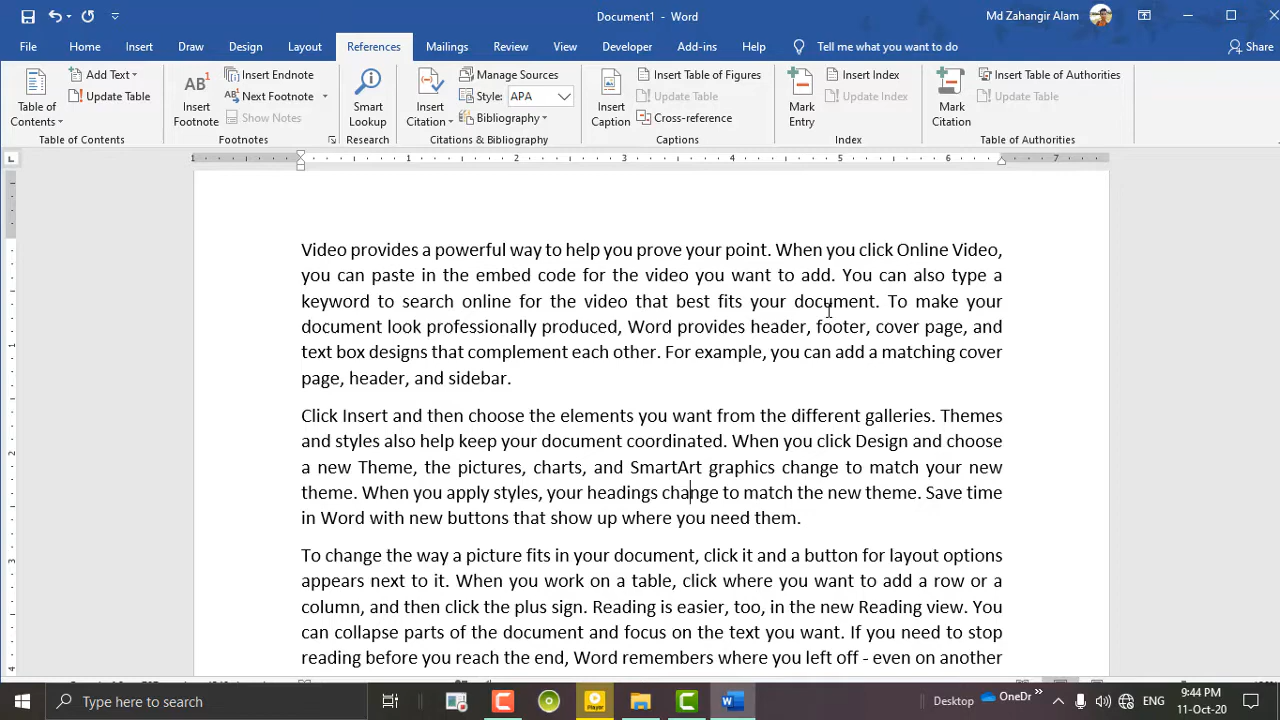 Document1 - Word
Md Zahangir Alam
File Home Insert Draw Design Layout References Mailings Review View Developer Add-ins Help Tell me what you want to do Share
Table of Contents
Add Text
Update Table
Table of Contents
AB1
Insert Footnote
Insert Endnote
Next Footnote
Show Notes
Footnotes
Smart Lookup
Research
Insert Citation
Manage Sources
Style: APA
Bibliography
Citations & Bibliography
Insert Caption
Insert Table of Figures
Update Table
Cross-reference
Captions
Mark Entry
Insert Index
Update Index
Index
Mark Citation
Insert Table of Authorities
Update Table
Table of Authorities
1 1 2 3 4 5 6 7
Video provides a powerful way to help you prove your point. When you click Online Video,
you can paste in the embed code for the video you want to add. You can also type a
keyword to search online for the video that best fits your document. To make your
document look professionally produced, Word provides header, footer, cover page, and
text box designs that complement each other. For example, you can add a matching cover
page, header, and sidebar.
Click Insert and then choose the elements you want from the different galleries. Themes
and styles also help keep your document coordinated. When you click Design and choose
a new Theme, the pictures, charts, and SmartArt graphics change to match your new
theme. When you apply styles, your headings change to match the new theme. Save time
in Word with new buttons that show up where you need them.
To change the way a picture fits in your document, click it and a button for layout options
appears next to it. When you work on a table, click where you want to add a row or a
column, and then click the plus sign. Reading is easier, too, in the new Reading view. You
can collapse parts of the document and focus on the text you want. If you need to stop
reading before you reach the end, Word remembers where you left off - even on another
1
2
3
4
Type here to search
Player
Desktop
OneDr
ENG
9:44 PM
11-Oct-20